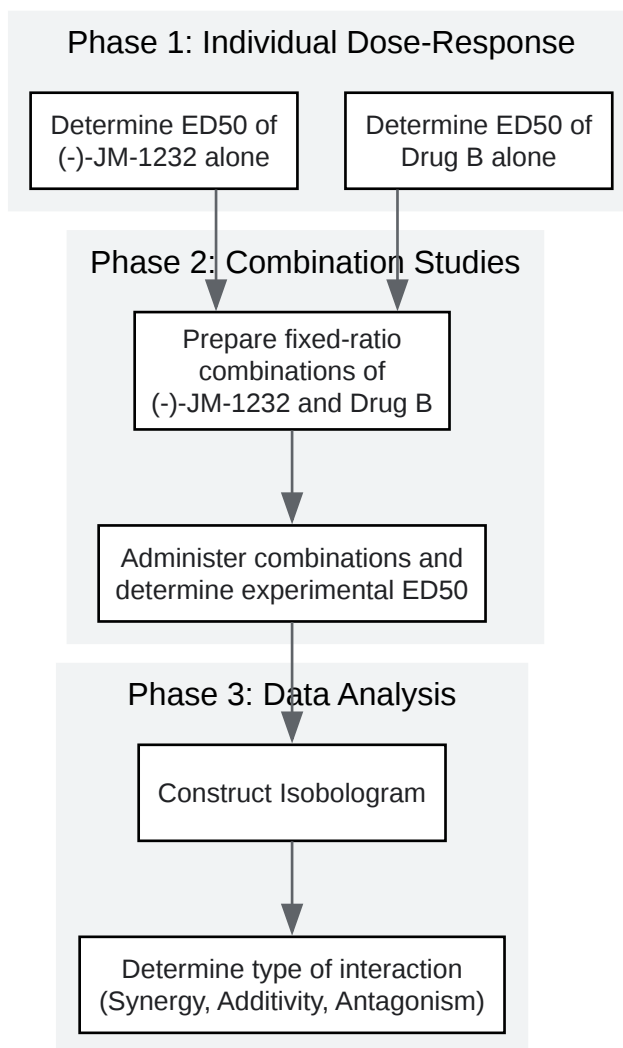 Phase 1: Individual Dose-Response
Determine ED50 of
(-)-JM-1232 alone
Determine ED50 of
Drug B alone
Phase 2: Combination Studies
Prepare fixed-ratio
combinations of
(-)-JM-1232 and Drug B
Administer combinations and
determine experimental ED50
Phase 3: Data Analysis
Construct Isobologram
Determine type of interaction
(Synergy, Additivity, Antagonism)